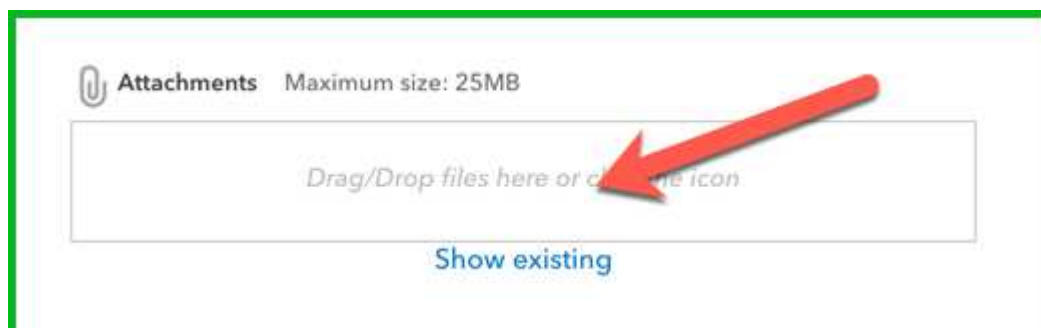 Attachments Maximum size: 25MB
Drag/Drop files here or icon
Show existing